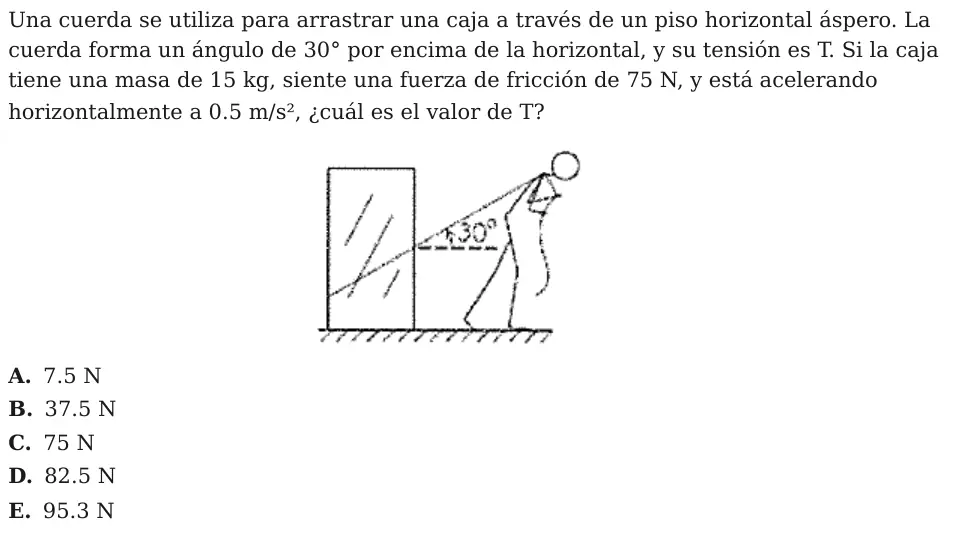 Una cuerda se utiliza para arrastrar una caja a través de un piso horizontal áspero. La
cuerda forma un ángulo de 30° por encima de la horizontal, y su tensión es T. Si la caja
tiene una masa de 15 kg, siente una fuerza de fricción de 75 N, y está acelerando
horizontalmente a 0.5 m/s², ¿cuál es el valor de T?
30°
A. 7.5 N
B. 37.5 N
C. 75 N
D. 82.5 N
E. 95.3 N